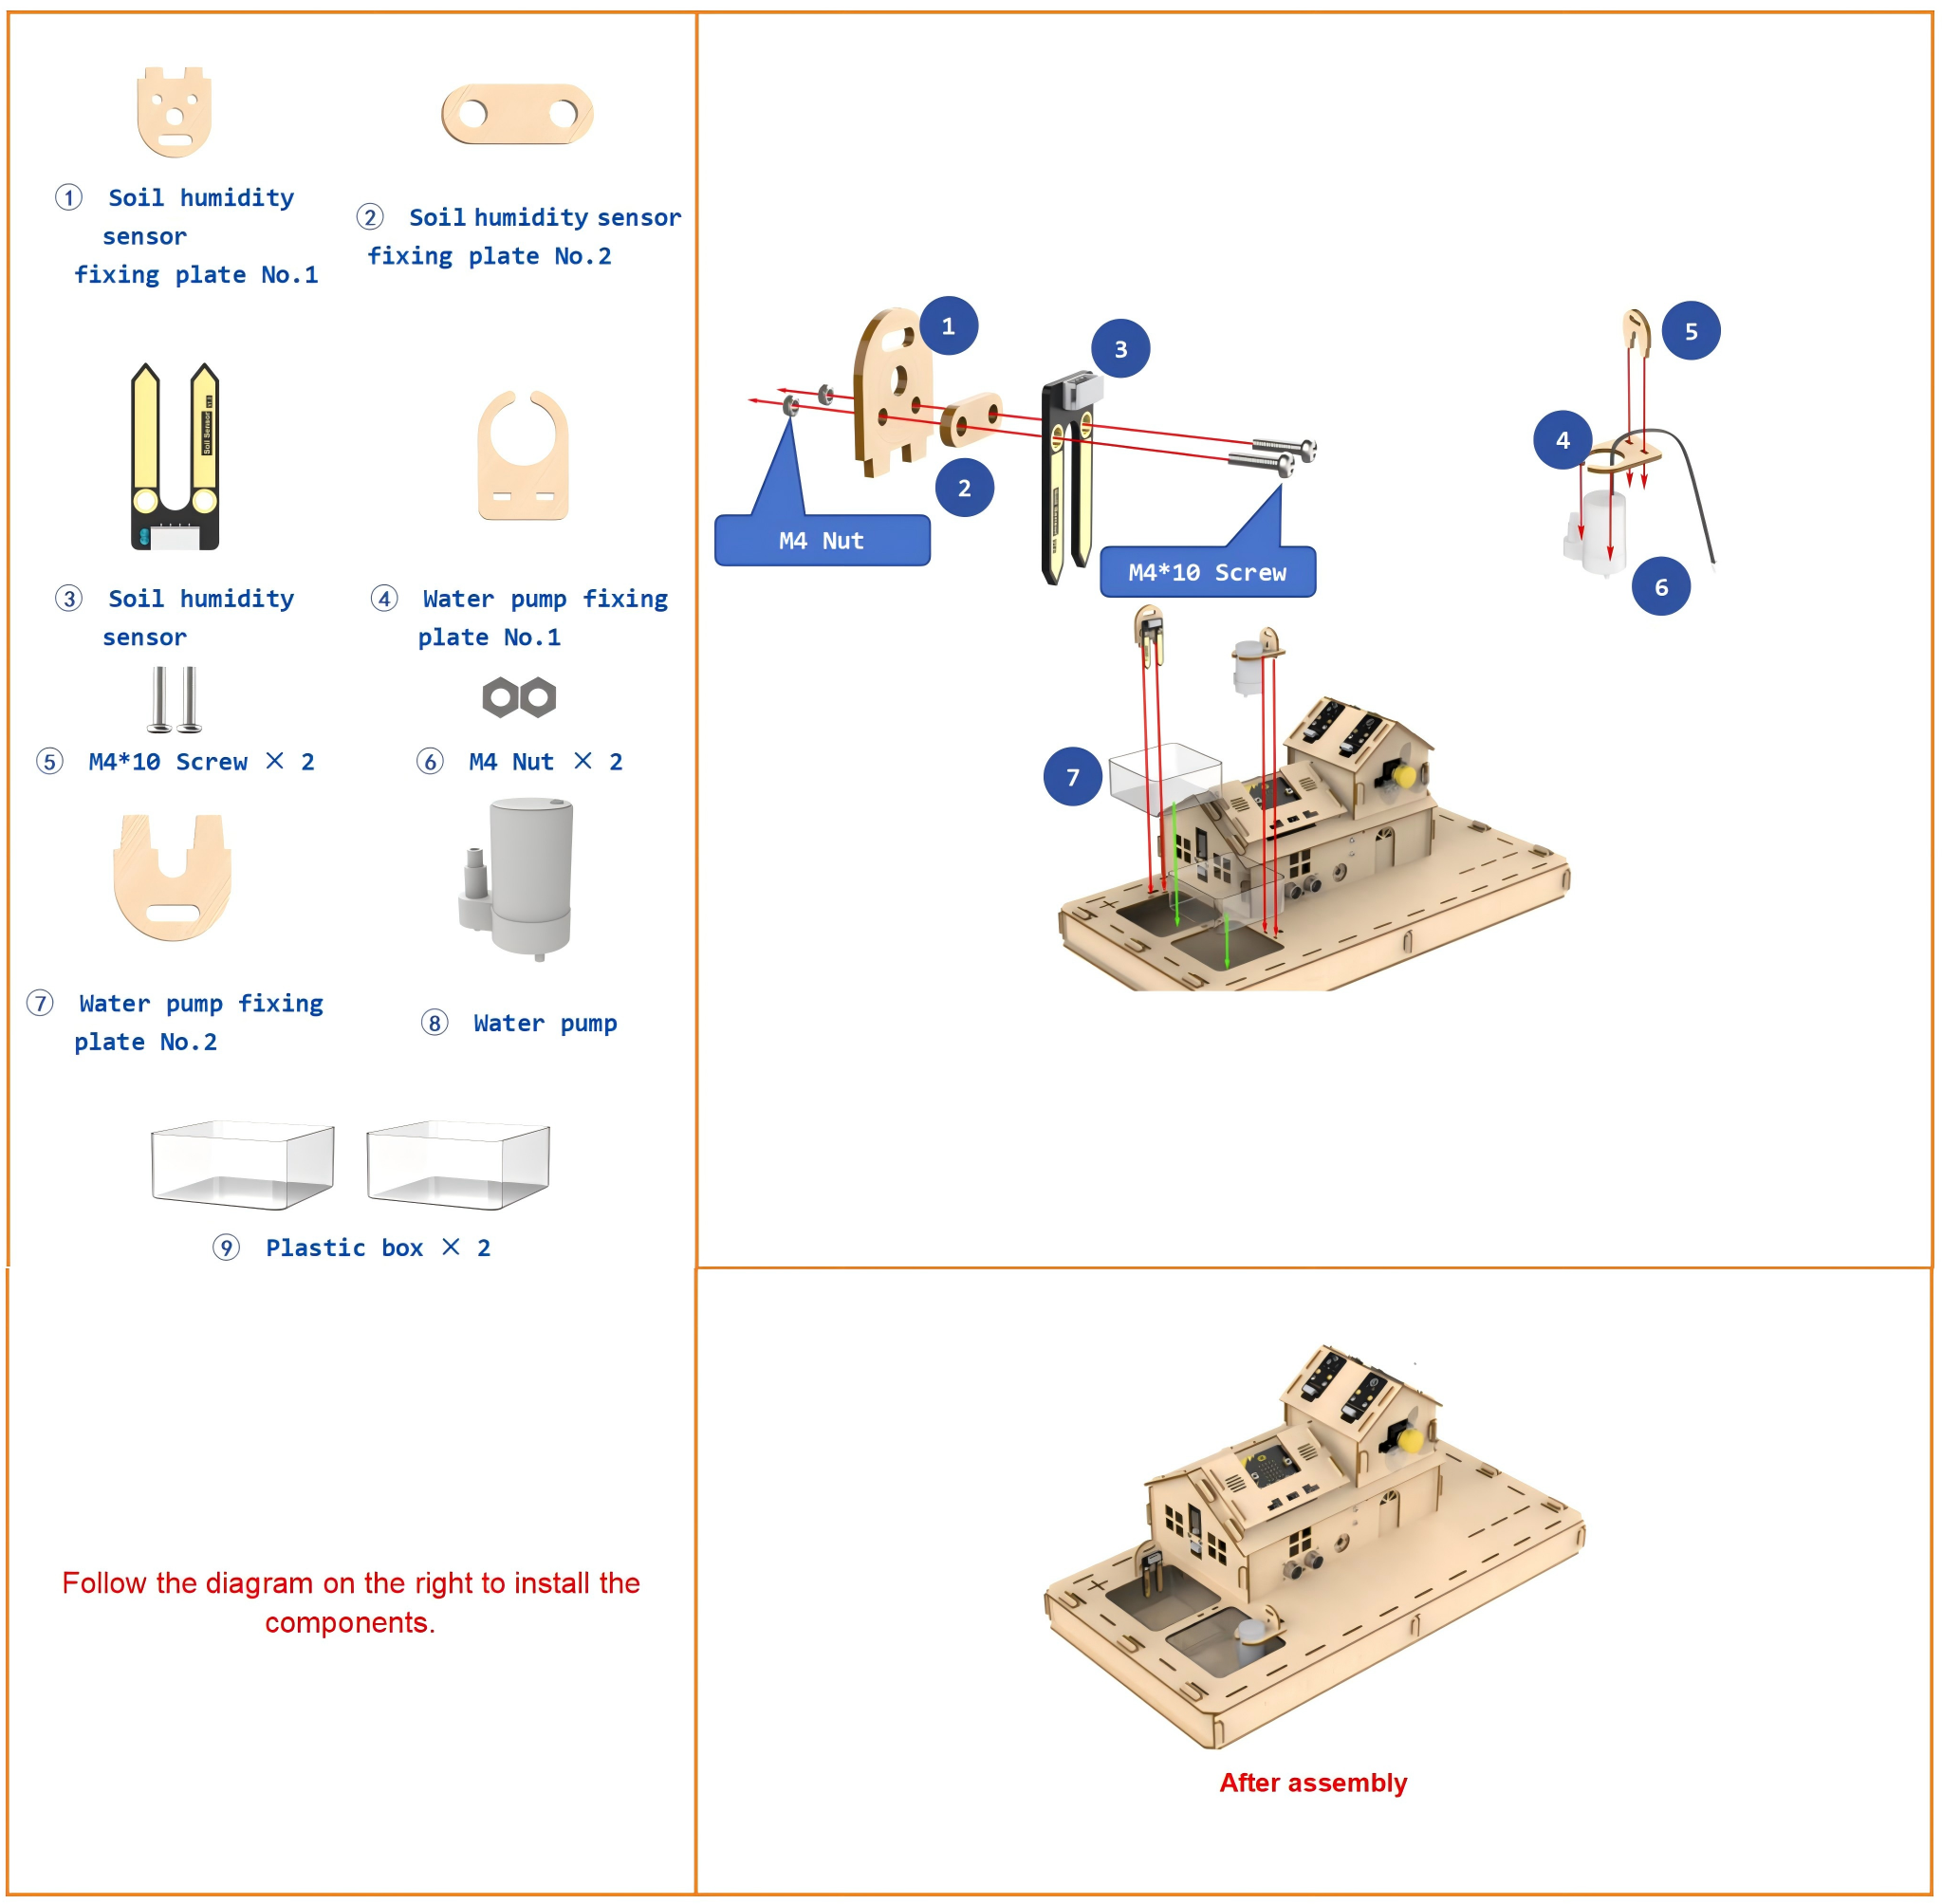 ① Soil humidity
sensor
fixing plate No.1
② Soil humidity sensor
fixing plate No.2
Soil Sensor
③ Soil humidity
sensor
④ Water pump fixing
plate No.1
⑤ M4*10 Screw × 2
⑥ M4 Nut × 2
⑦ Water pump fixing
plate No.2
⑧ Water pump
⑨ Plastic box × 2
1
2
3
M4 Nut
M4*10 Screw
4
5
6
7
Follow the diagram on the right to install the
components.
After assembly